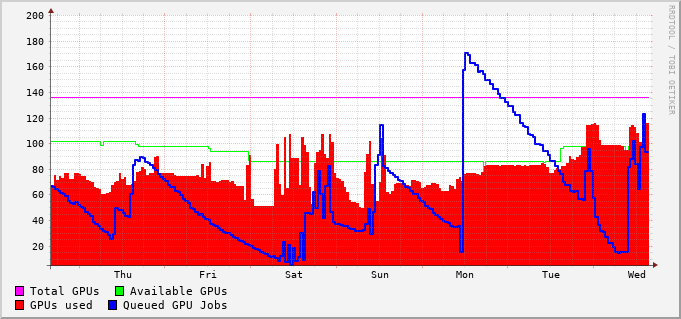 RRDTOOL / TOBI OETIKER
200
180
160
140
120
100
80
60
40
20
Thu Fri Sat Sun Mon Tue Wed
Total GPUs Available GPUs
GPUs used Queued GPU Jobs